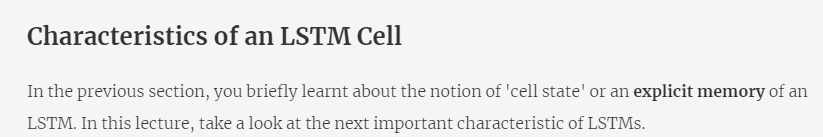 Characteristics of an LSTM Cell
In the previous section, you briefly learnt about the notion of 'cell state' or an explicit memory of an
LSTM. In this lecture, take a look at the next important characteristic of LSTMs.